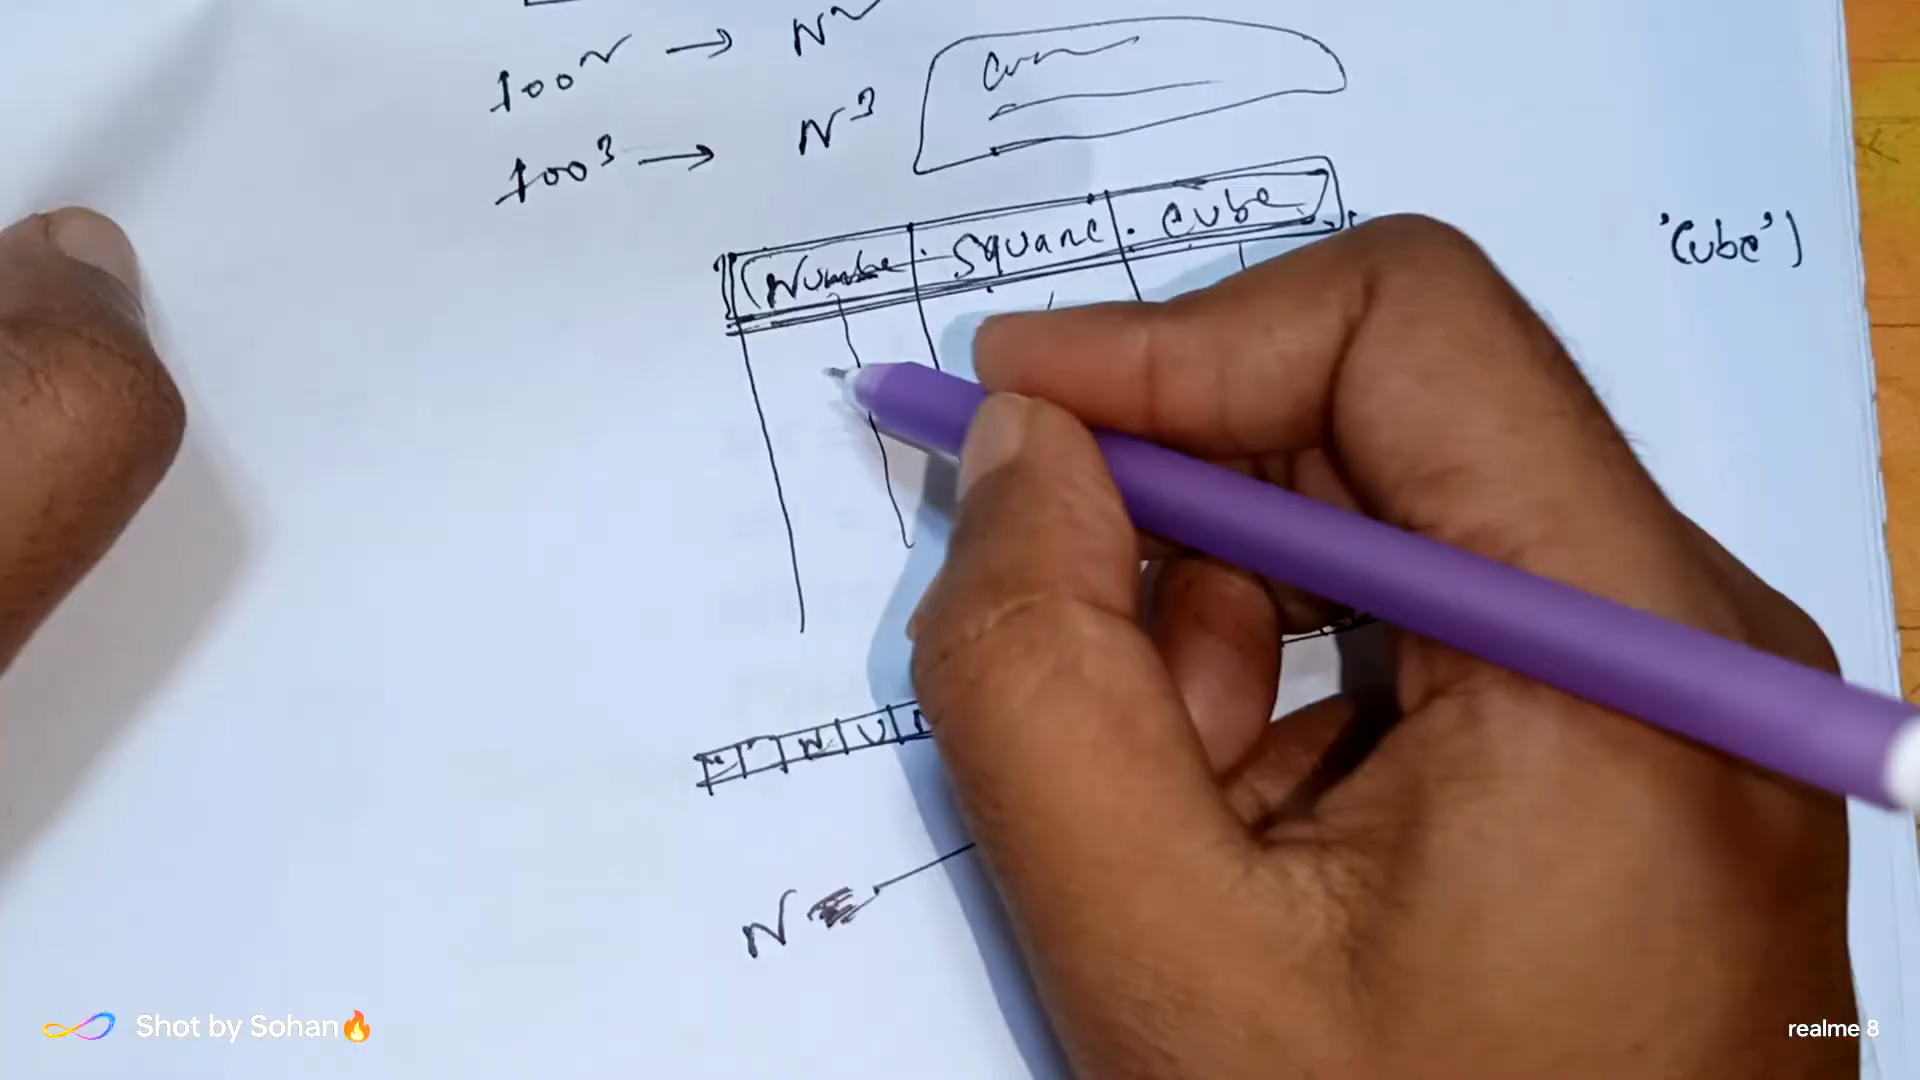 100² → N²
100³ → N³
Number Square Cube
'Cube')
N U
N
Shot by Sohan🔥
realme 8